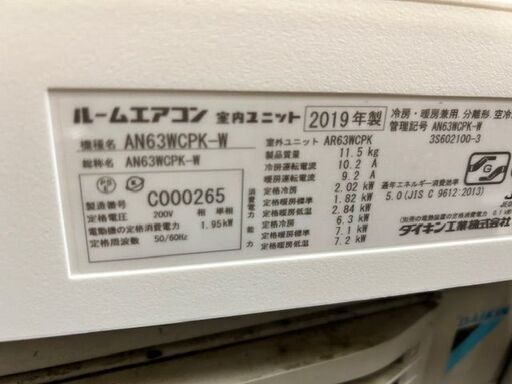 ルームエアコン 室内ユニット 2019年製
冷房・暖房兼用.分離形.空冷
機種名 AN63WCPK-W
管理記号 AN63WCPK-W
総称名 AN63WCPK-W
3S602100-3
製造番号 C000265
定格電圧 200V 相 単相
電動機の定格消費電力 1.95kW
定格周波数 50/60Hz
室外ユニット AR63WCPK
製品質量 11.5 kg
冷房運転電流 10.2 A
暖房運転電流 9.2 A
消費電力
定格冷房 2.02 kW
定格暖房標準 1.82 kW
定格暖房低温 2.84 kW
能力
定格冷房 6.3 kW
定格暖房標準 7.1 kW
定格暖房低温 7.2 kW
通年エネルギー消費効率
5.0(JIS C 9612:2013)
ダイキン工業株式会
DAIKIN